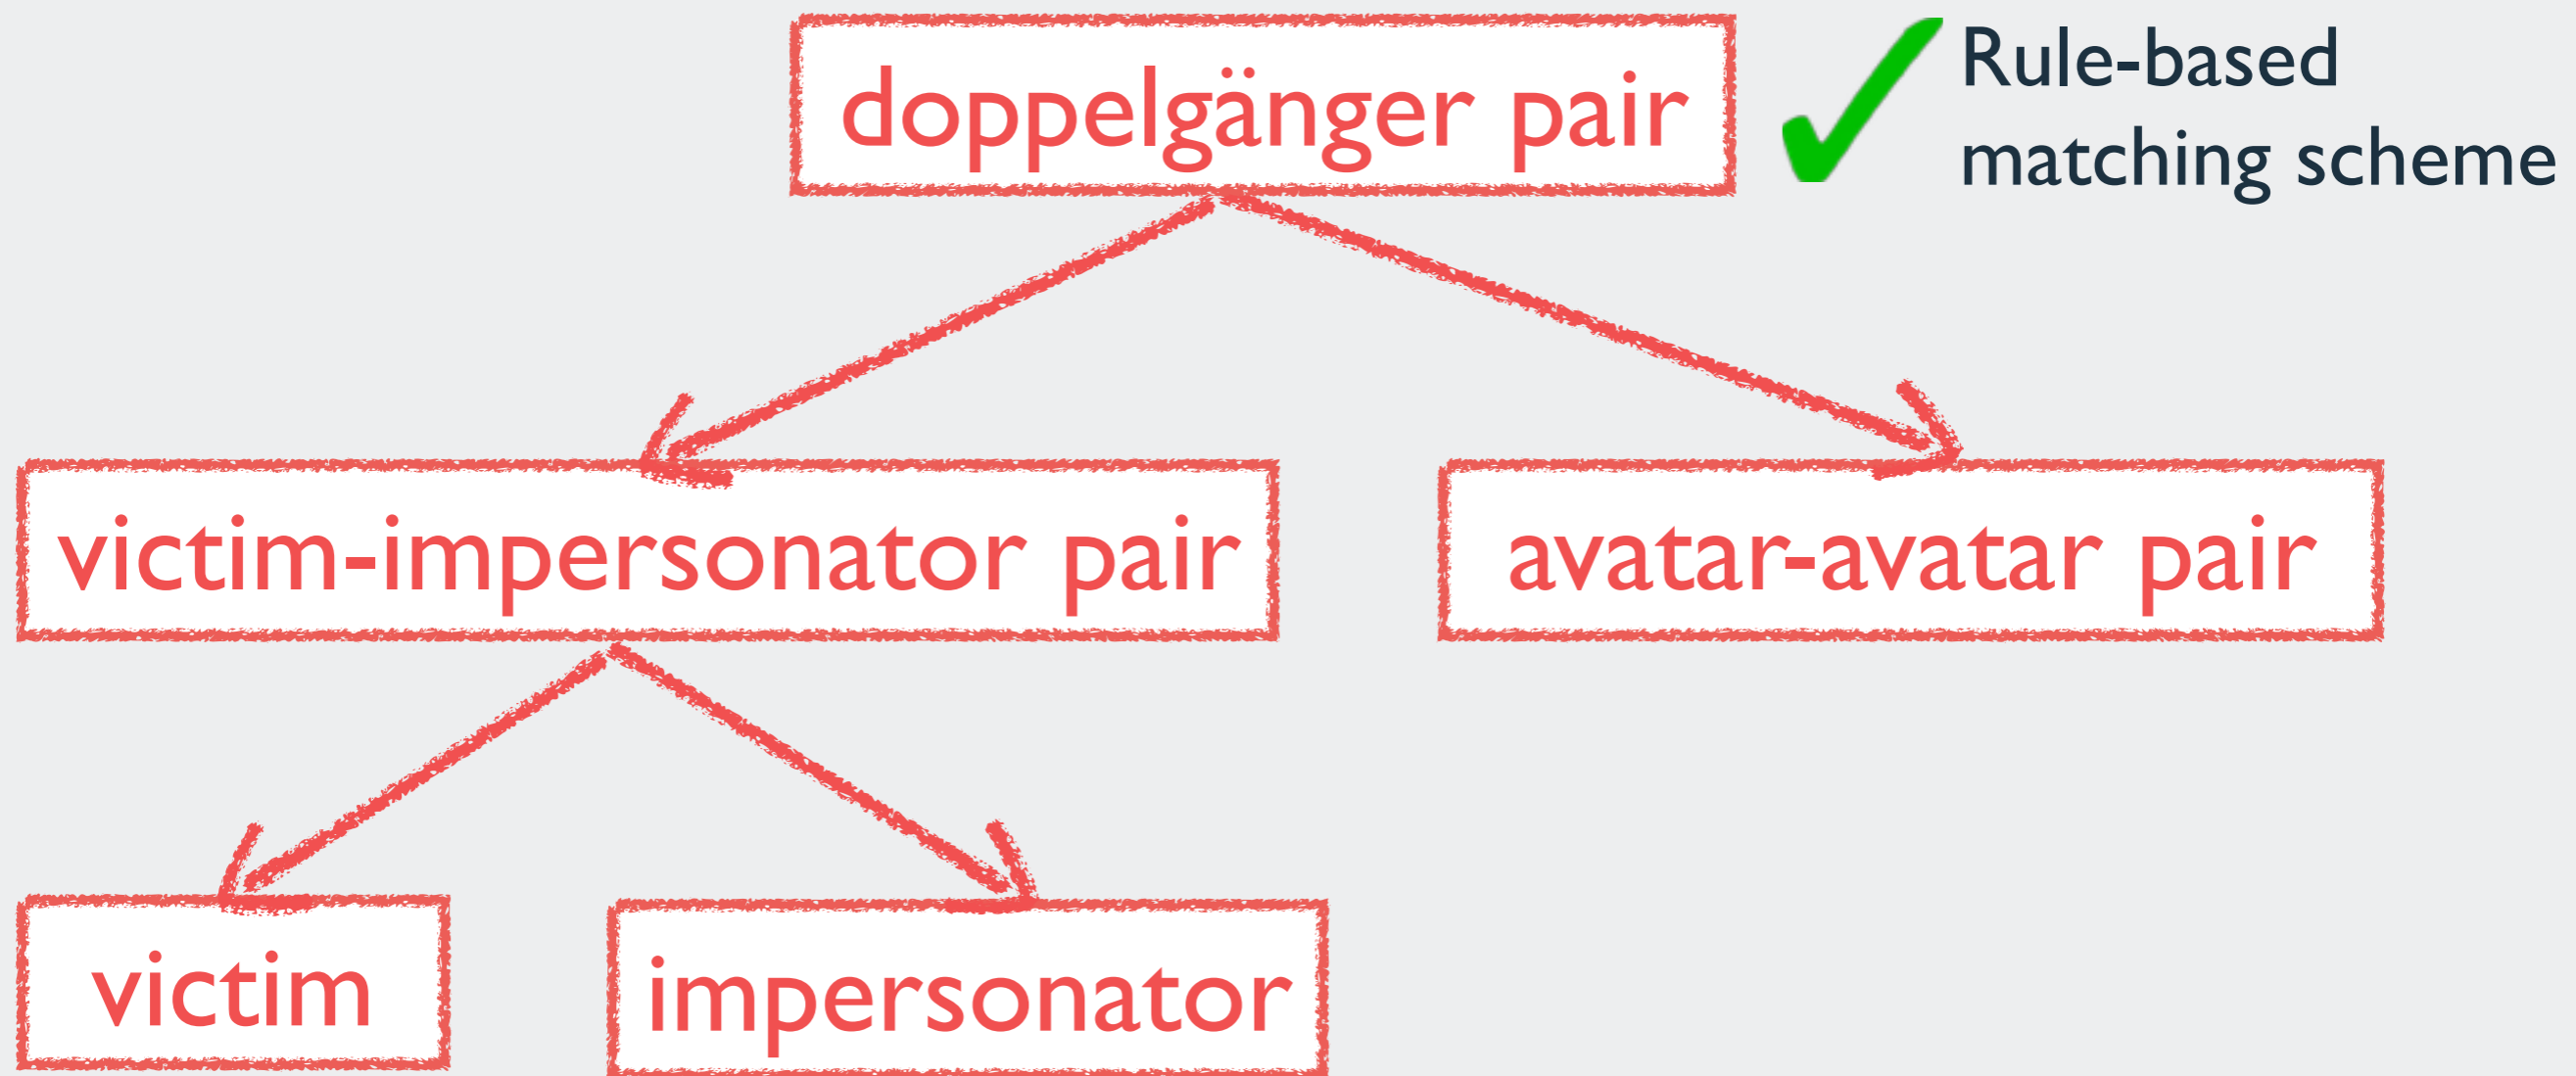 doppelgänger pair
Rule-based
matching scheme
victim-impersonator pair
avatar-avatar pair
victim
impersonator